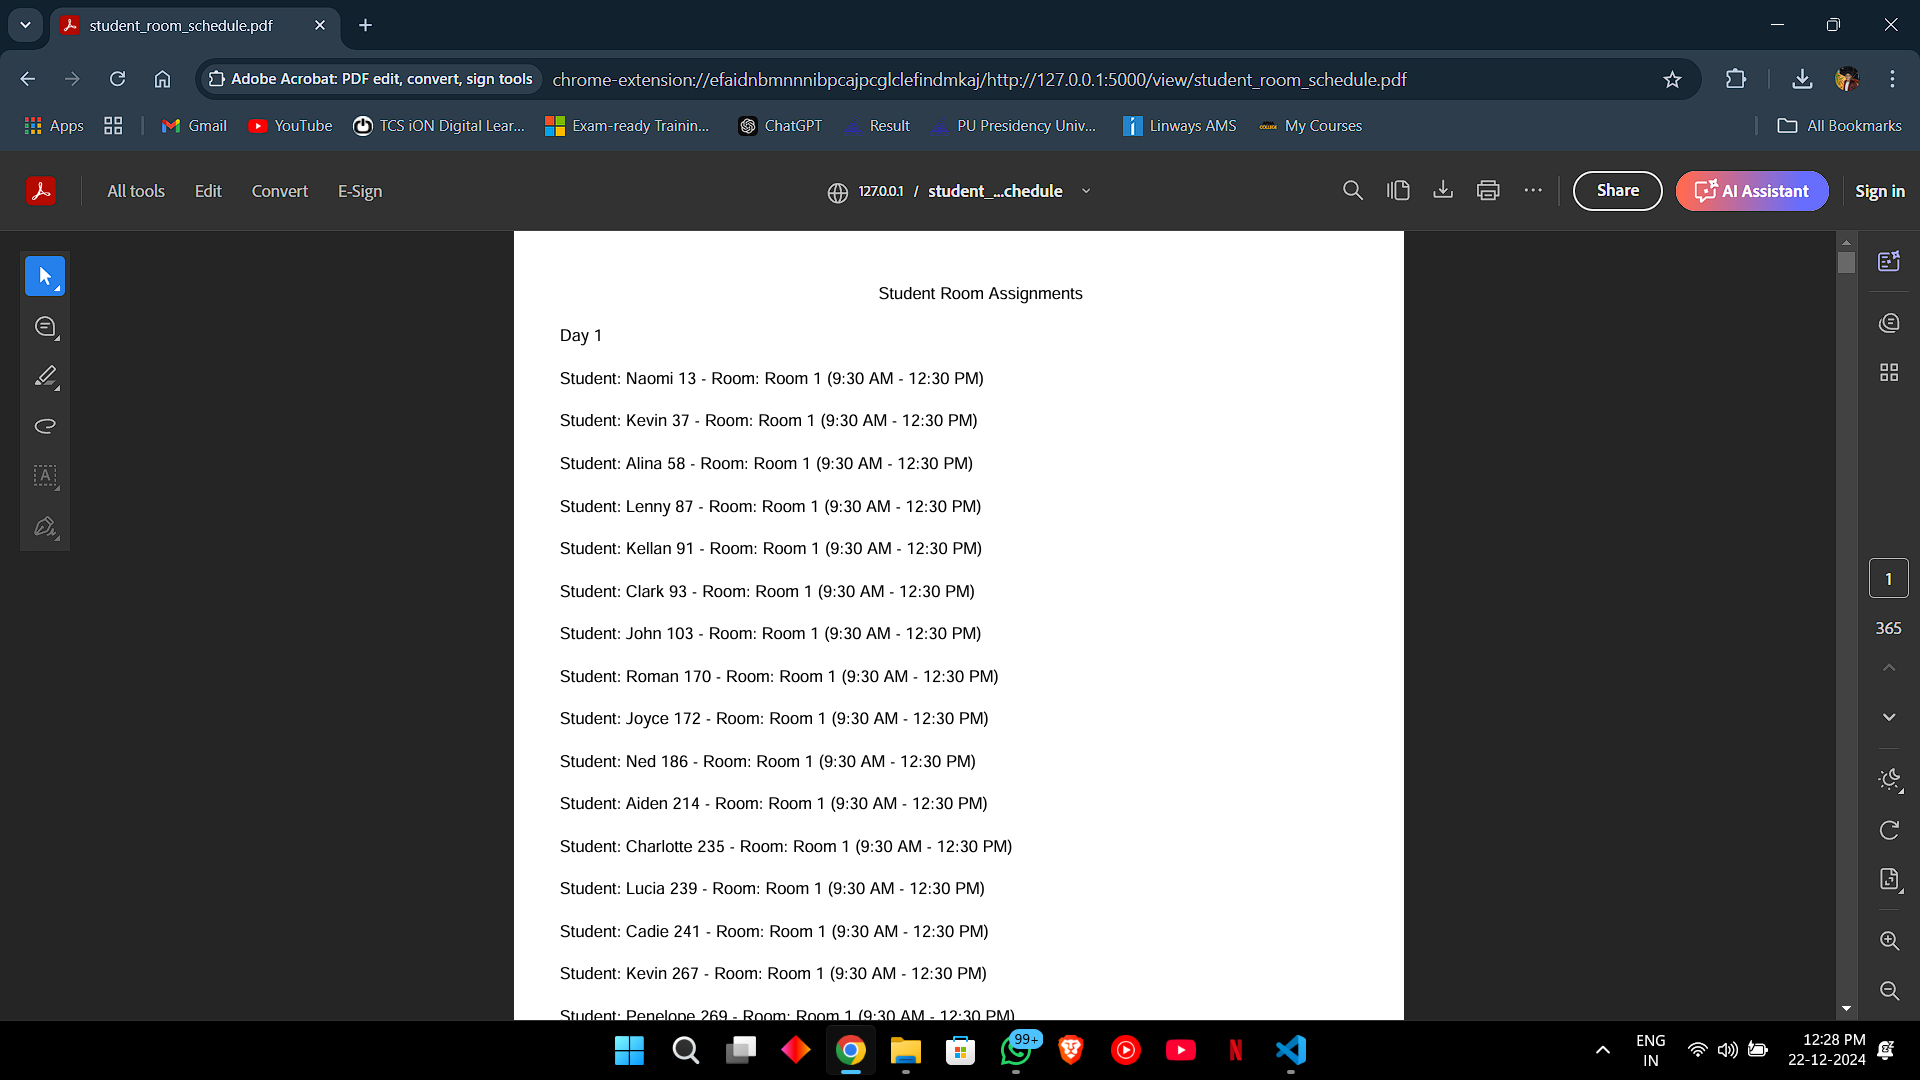 student_room_schedule.pdf
Adobe Acrobat: PDF edit, convert, sign tools
chrome-extension://efaidnbmnnnibpcajpcglclefindmkaj/http://127.0.0.1:5000/view/student_room_schedule.pdf
Apps Gmail YouTube TCS iON Digital Lear... Exam-ready Trainin... ChatGPT Result PU Presidency Univ... Linways AMS COLLEGE My Courses All Bookmarks
All tools Edit Convert E-Sign 127.0.0.1 / student_...chedule Share AI Assistant Sign in
Student Room Assignments
Day 1
Student: Naomi 13 - Room: Room 1 (9:30 AM - 12:30 PM)
Student: Kevin 37 - Room: Room 1 (9:30 AM - 12:30 PM)
Student: Alina 58 - Room: Room 1 (9:30 AM - 12:30 PM)
Student: Lenny 87 - Room: Room 1 (9:30 AM - 12:30 PM)
Student: Kellan 91 - Room: Room 1 (9:30 AM - 12:30 PM)
Student: Clark 93 - Room: Room 1 (9:30 AM - 12:30 PM)
Student: John 103 - Room: Room 1 (9:30 AM - 12:30 PM)
Student: Roman 170 - Room: Room 1 (9:30 AM - 12:30 PM)
Student: Joyce 172 - Room: Room 1 (9:30 AM - 12:30 PM)
Student: Ned 186 - Room: Room 1 (9:30 AM - 12:30 PM)
Student: Aiden 214 - Room: Room 1 (9:30 AM - 12:30 PM)
Student: Charlotte 235 - Room: Room 1 (9:30 AM - 12:30 PM)
Student: Lucia 239 - Room: Room 1 (9:30 AM - 12:30 PM)
Student: Cadie 241 - Room: Room 1 (9:30 AM - 12:30 PM)
Student: Kevin 267 - Room: Room 1 (9:30 AM - 12:30 PM)
Student: Penelope 269 - Room: Room 1 (9:30 AM - 12:30 PM)
1
365
99+
ENG
IN
12:28 PM
22-12-2024